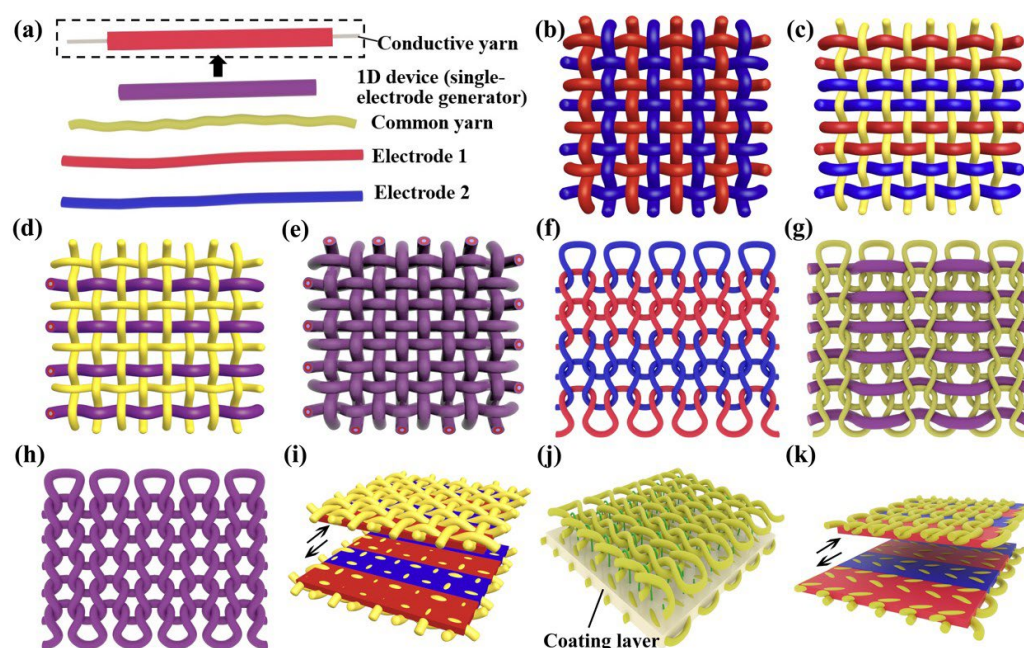 (a)
Conductive yarn
1D device (single-
electrode generator)
Common yarn
Electrode 1
Electrode 2
(b)
(c)
(d)
(e)
(f)
(g)
(h)
(i)
(j)
Coating layer
(k)